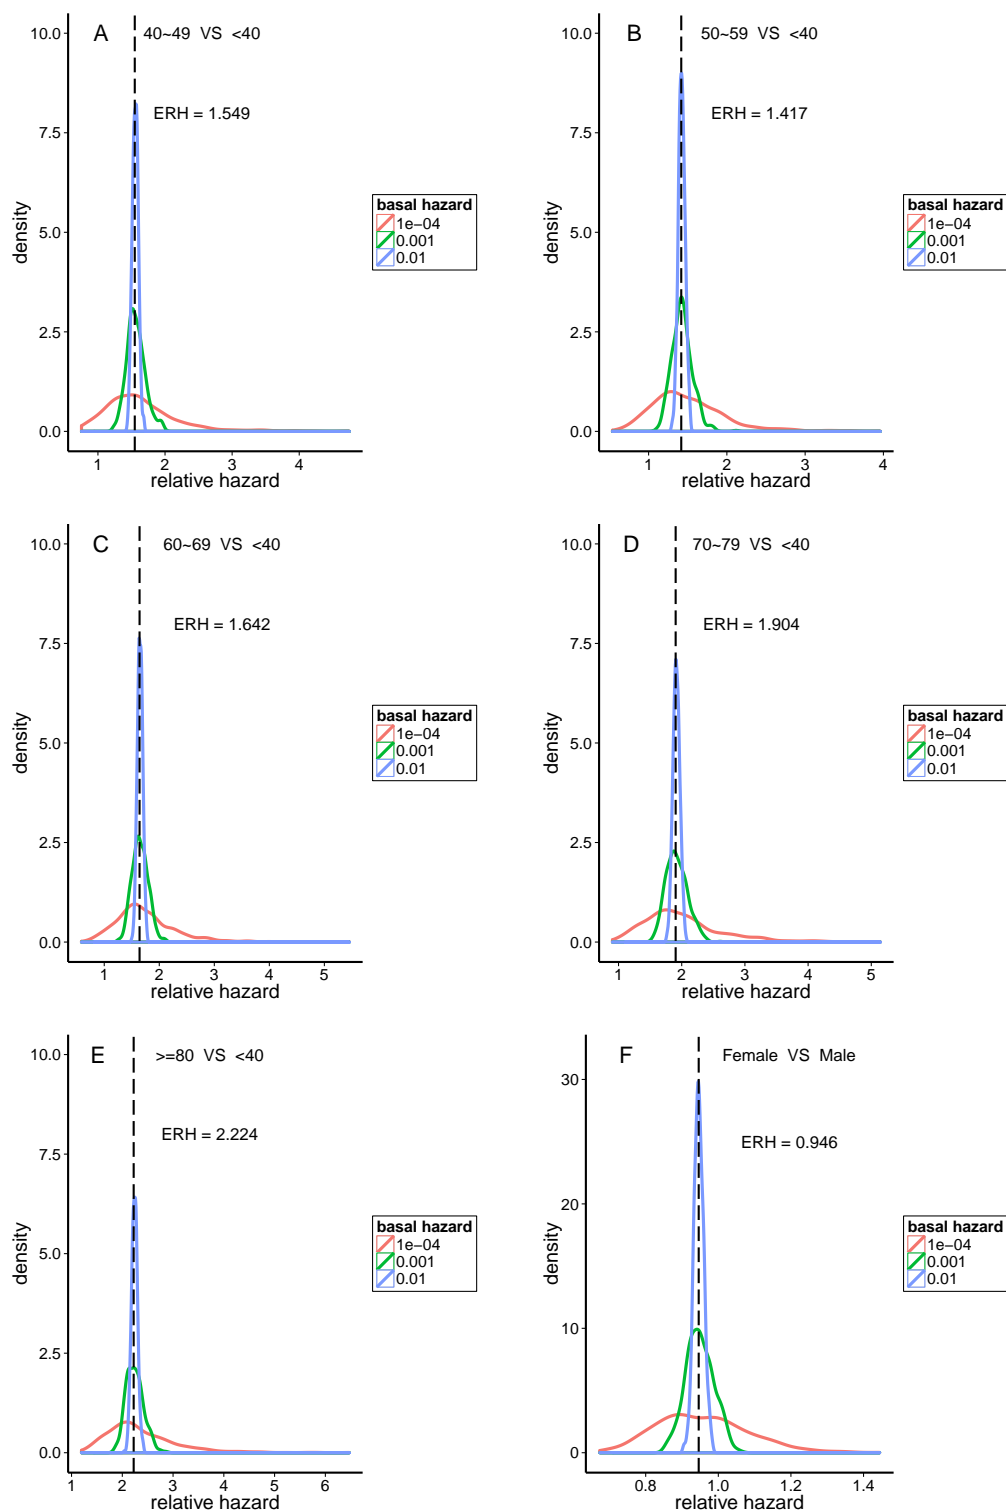 A
40~49 VS <40
ERH = 1.549
10.0
7.5
5.0
2.5
0.0
density
1 2 3 4
relative hazard
basal hazard
1e−04
0.001
0.01
B
50~59 VS <40
ERH = 1.417
10.0
7.5
5.0
2.5
0.0
density
1 2 3 4
relative hazard
basal hazard
1e−04
0.001
0.01
C
60~69 VS <40
ERH = 1.642
10.0
7.5
5.0
2.5
0.0
density
1 2 3 4 5
relative hazard
basal hazard
1e−04
0.001
0.01
D
70~79 VS <40
ERH = 1.904
10.0
7.5
5.0
2.5
0.0
density
1 2 3 4 5
relative hazard
basal hazard
1e−04
0.001
0.01
E
>=80 VS <40
ERH = 2.224
10.0
7.5
5.0
2.5
0.0
density
1 2 3 4 5 6
relative hazard
basal hazard
1e−04
0.001
0.01
F
Female VS Male
ERH = 0.946
30
20
10
0
density
0.8 1.0 1.2 1.4
relative hazard
basal hazard
1e−04
0.001
0.01